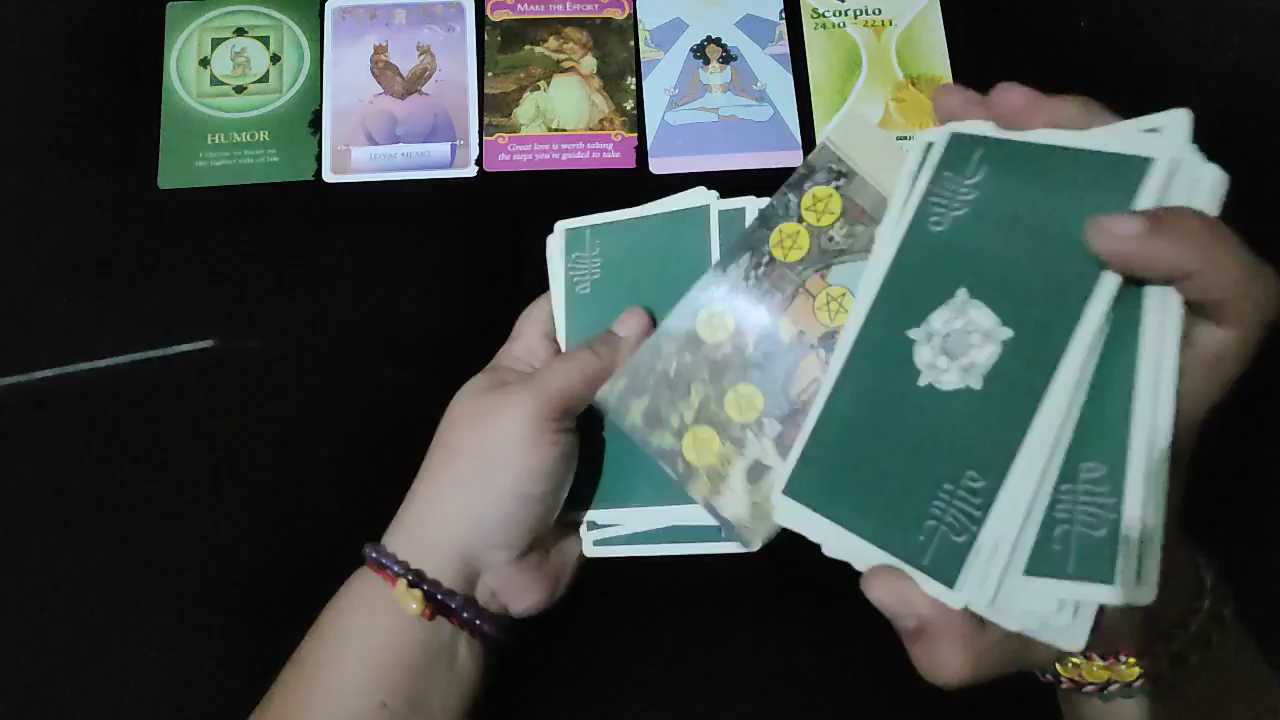 HUMOR
I choose to focus on
the lighter side of life
LOYAL HEART
MAKE THE EFFORT
Great love is worth taking
the steps you're guided to take.
Scorpio
24.10. - 22.11.